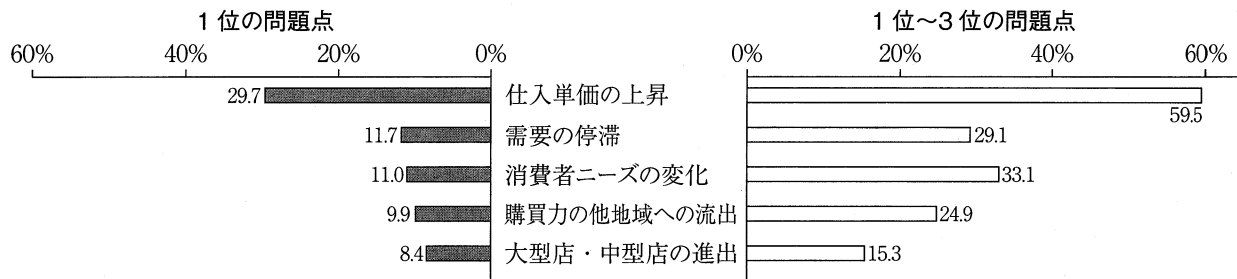 1位の問題点 1位～3位の問題点
60% 40% 20% 0% 0% 20% 40% 60%
29.7 仕入単価の上昇 59.5
11.7 需要の停滞 29.1
11.0 消費者ニーズの変化 33.1
9.9 購買力の他地域への流出 24.9
8.4 大型店・中型店の進出 15.3